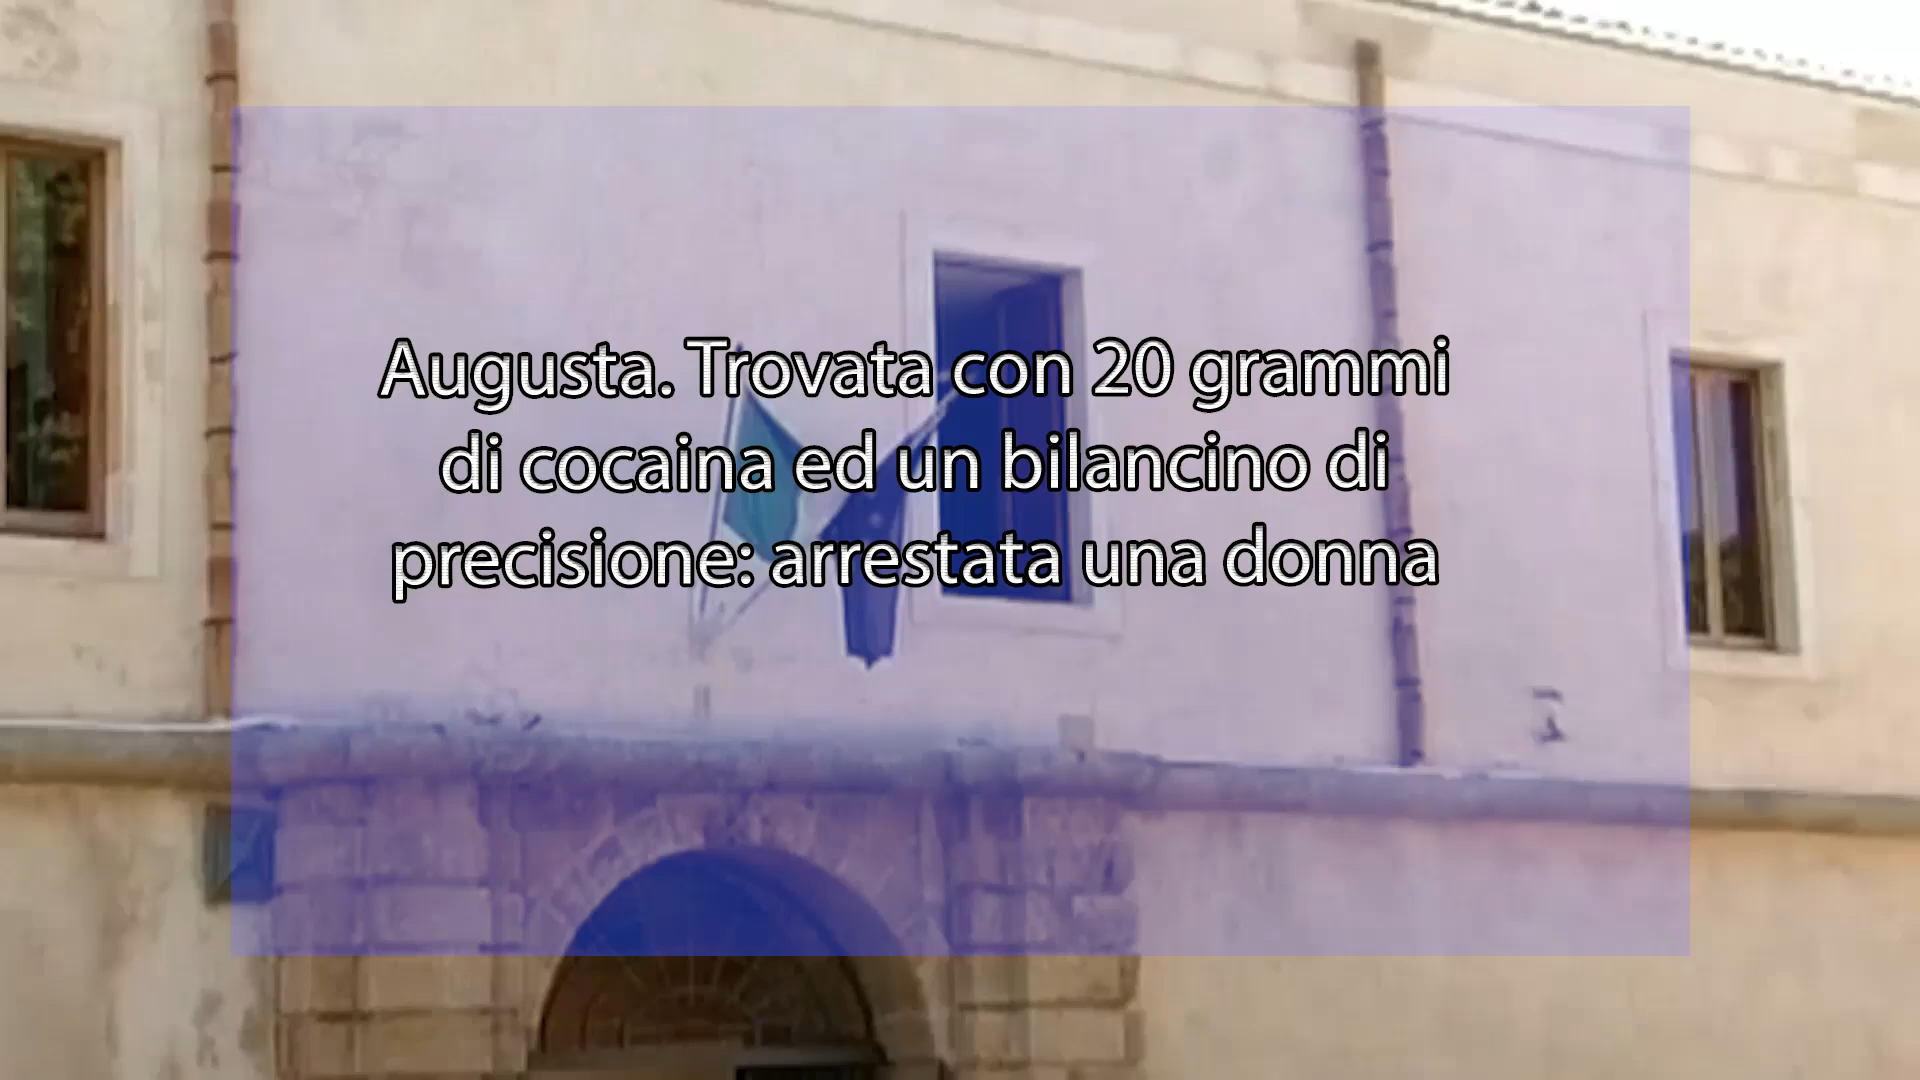 Augusta. Trovata con 20 grammi
di cocaina ed un bilancino di
precisione: arrestata una donna